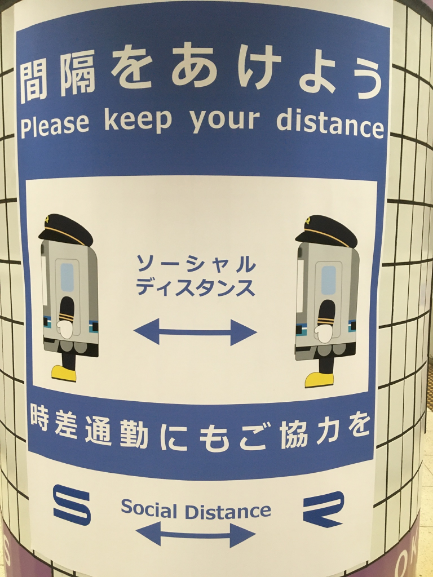 間隔をあけよう
Please keep your distance
ソーシャル
ディスタンス
時差通勤にもご協力を
S Social Distance R